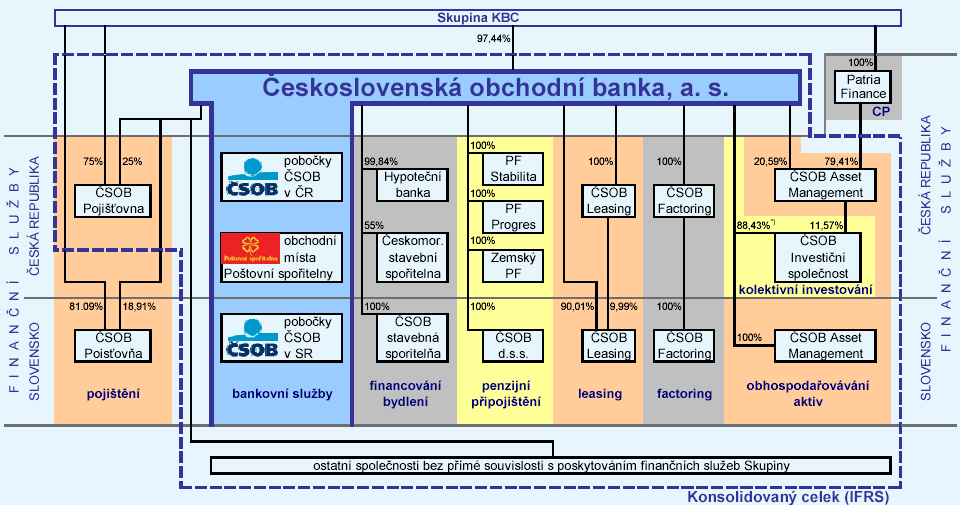 Skupina KBC
97,44%
Československá obchodní banka, a. s.
100%
Patria
Finance
CP
FINANČNÍ SLUŽBY
ČESKÁ REPUBLIKA
SLOVENSKO
75%
25%
ČSOB
Pojišťovna
81.09%
18,91%
ČSOB
Poisťovňa
pojištění
ČSOB
pobočky
ČSOB
v ČR
Poštovní spořitelna
obchodní
místa
Poštovní spořitelny
ČSOB
pobočky
ČSOB
v SR
bankovní služby
99,84%
Hypoteční
banka
55%
Českomor.
stavební
spořitelna
100%
ČSOB
stavebná
sporiteľňa
financování
bydlení
100%
PF
Stabilita
100%
PF
Progres
100%
Zemský
PF
100%
ČSOB
d.s.s.
penzijní
připojištění
100%
ČSOB
Leasing
90,01%
9,99%
ČSOB
Leasing
leasing
100%
ČSOB
Factoring
100%
ČSOB
Factoring
factoring
20,59%
79,41%
ČSOB Asset
Management
88,43%*)
11,57%
ČSOB
Investiční
společnost
kolektivní investování
100%
ČSOB Asset
Management
obhospodařovávání
aktiv
ČESKÁ REPUBLIKA
SLOVENSKO
FINANČNÍ SLUŽBY
ostatní společnosti bez přímé souvislosti s poskytováním finančních služeb Skupiny
Konsolidovaný celek (IFRS)